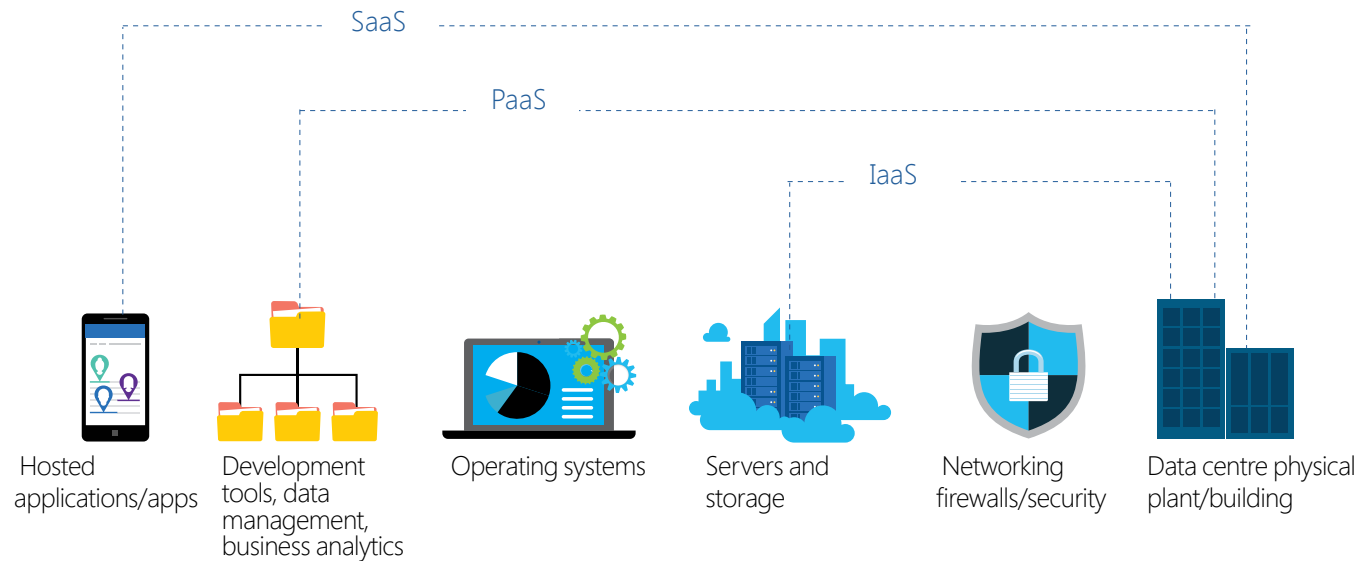 SaaS
PaaS
IaaS
Hosted
applications/apps
Development
tools, data
management,
business analytics
Operating systems
Servers and
storage
Networking
firewalls/security
Data centre physical
plant/building